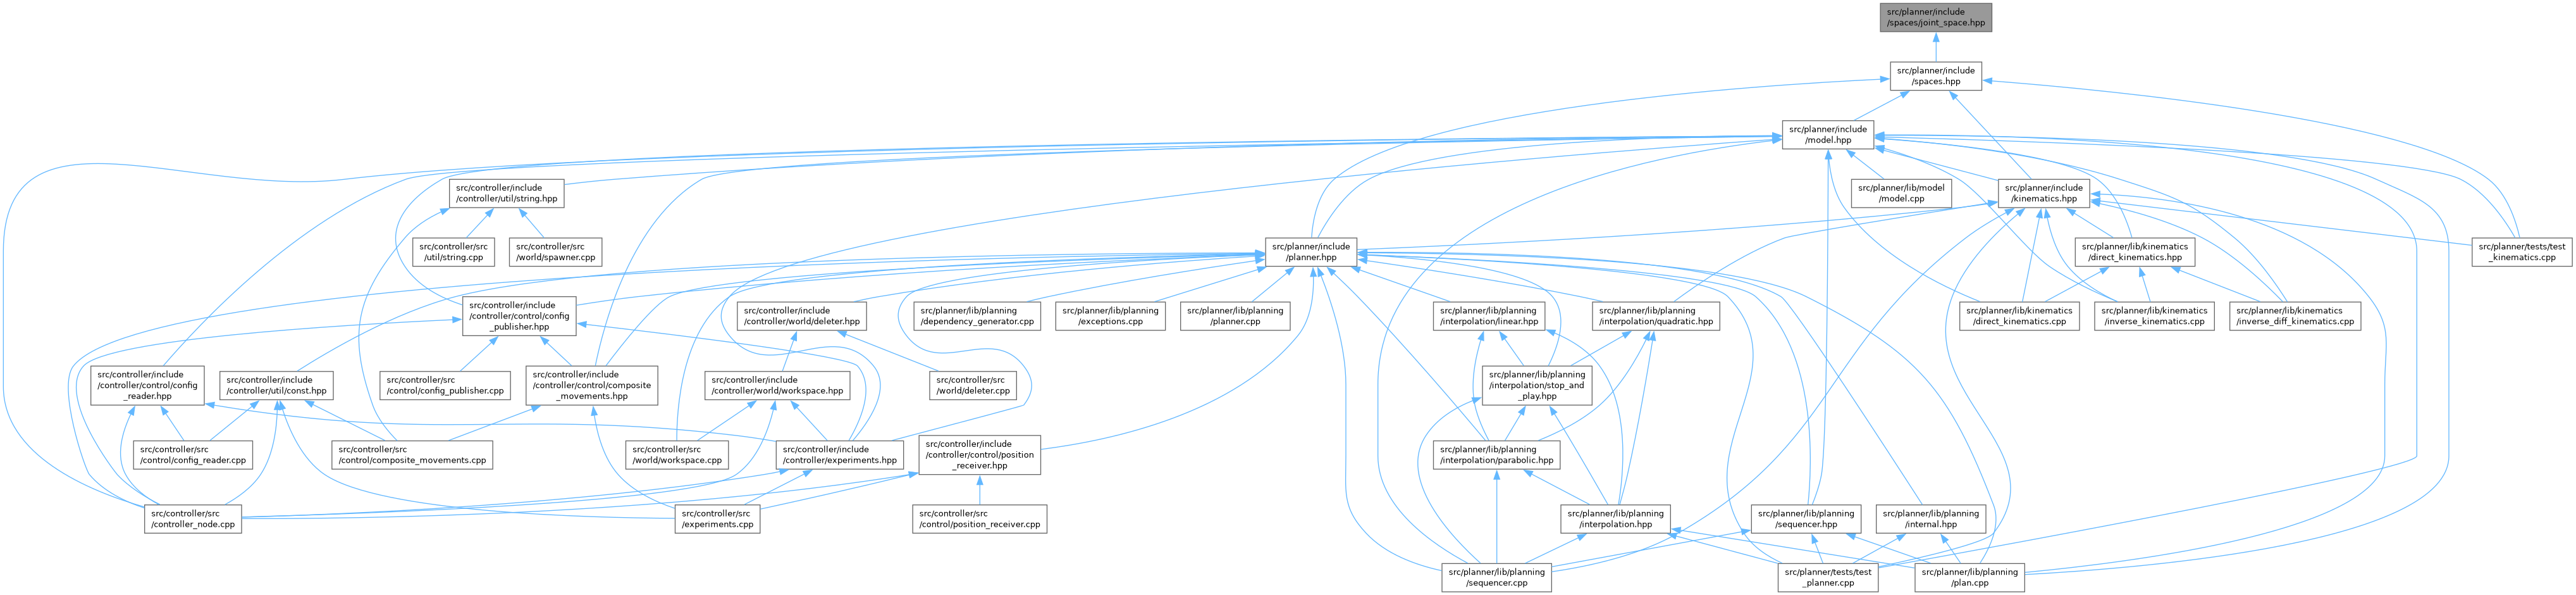 src/planner/include
/spaces/joint_space.hpp
src/planner/include
/spaces.hpp
src/planner/include
/model.hpp
src/controller/include
/controller/util/string.hpp
src/planner/lib/model
/model.cpp
src/planner/include
/kinematics.hpp
src/controller/src
/util/string.cpp
src/controller/src
/world/spawner.cpp
src/planner/include
/planner.hpp
src/planner/lib/kinematics
/direct_kinematics.hpp
src/planner/tests/test
_kinematics.cpp
src/controller/include
/controller/control/config
_publisher.hpp
src/controller/include
/controller/world/deleter.hpp
src/planner/lib/planning
/dependency_generator.cpp
src/planner/lib/planning
/exceptions.cpp
src/planner/lib/planning
/planner.cpp
src/planner/lib/planning
/interpolation/linear.hpp
src/planner/lib/planning
/interpolation/quadratic.hpp
src/planner/lib/kinematics
/direct_kinematics.cpp
src/planner/lib/kinematics
/inverse_kinematics.cpp
src/planner/lib/kinematics
/inverse_diff_kinematics.cpp
src/controller/include
/controller/control/config
_reader.hpp
src/controller/include
/controller/util/const.hpp
src/controller/src
/control/config_publisher.cpp
src/controller/include
/controller/control/composite
_movements.hpp
src/controller/include
/controller/world/workspace.hpp
src/controller/src
/world/deleter.cpp
src/planner/lib/planning
/interpolation/stop_and
_play.hpp
src/controller/src
/control/config_reader.cpp
src/controller/src
/control/composite_movements.cpp
src/controller/src
/world/workspace.cpp
src/controller/include
/controller/experiments.hpp
src/controller/include
/controller/control/position
_receiver.hpp
src/planner/lib/planning
/interpolation/parabolic.hpp
src/controller/src
/controller_node.cpp
src/controller/src
/experiments.cpp
src/controller/src
/control/position_receiver.cpp
src/planner/lib/planning
/interpolation.hpp
src/planner/lib/planning
/sequencer.hpp
src/planner/lib/planning
/internal.hpp
src/planner/lib/planning
/sequencer.cpp
src/planner/tests/test
_planner.cpp
src/planner/lib/planning
/plan.cpp